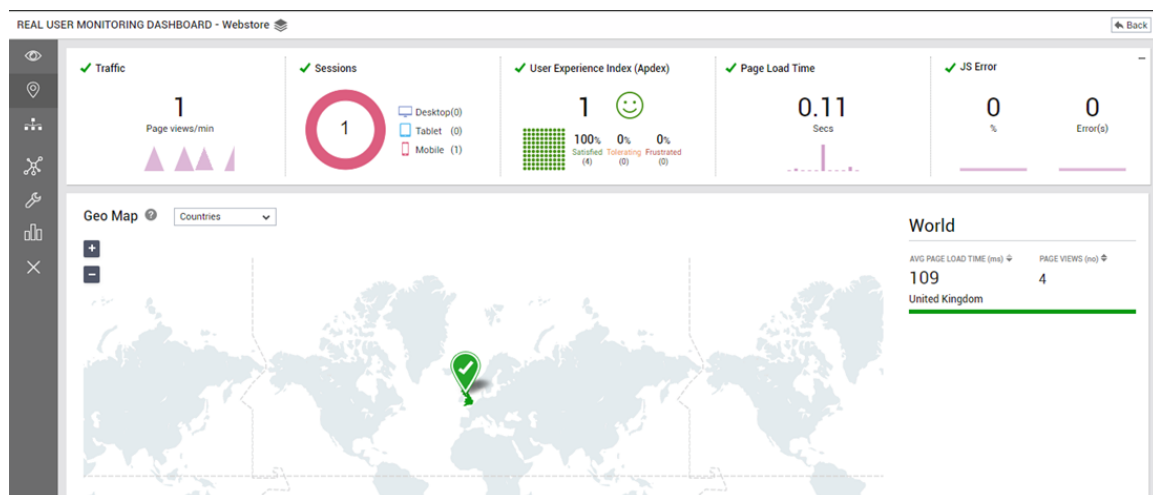 REAL USER MONITORING DASHBOARD - Webstore
Back
Traffic
1
Page views/min
Sessions
1
Desktop(0)
Tablet (0)
Mobile (1)
User Experience Index (Apdex)
1
100% 0% 0%
Satisfied Tolerating Frustrated
(4) (0) (0)
Page Load Time
0.11
Secs
JS Error
0 0
% Error(s)
Geo Map ? Countries
+
−
World
AVG PAGE LOAD TIME (ms) PAGE VIEWS (no)
109 4
United Kingdom